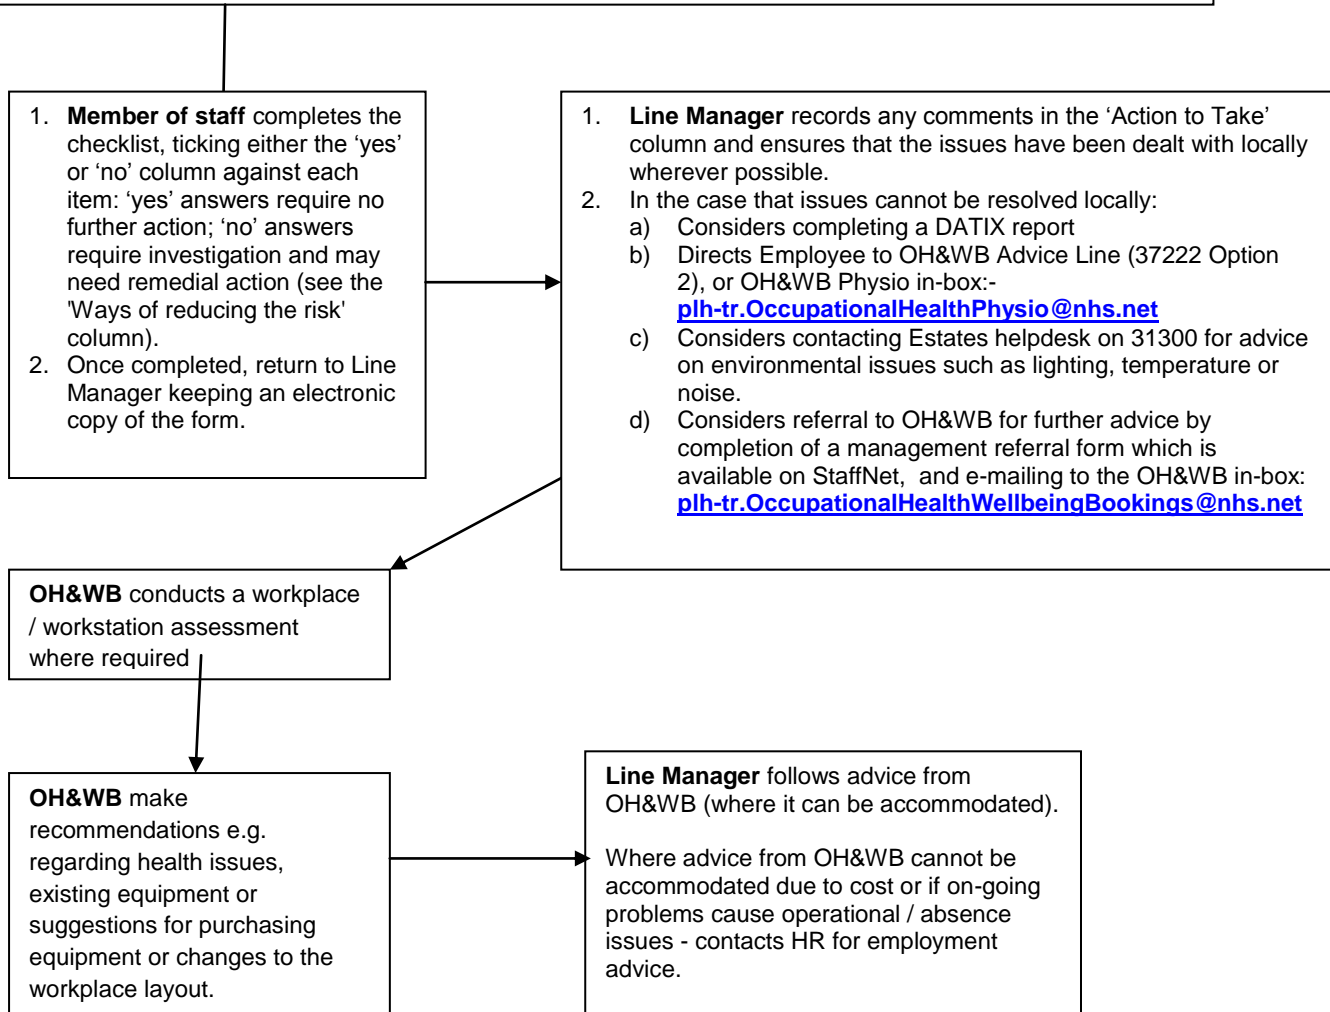 1. Member of staff completes the
checklist, ticking either the ‘yes’
or ‘no’ column against each
item: ‘yes’ answers require no
further action; ‘no’ answers
require investigation and may
need remedial action (see the
'Ways of reducing the risk'
column).
2. Once completed, return to Line
Manager keeping an electronic
copy of the form.
1. Line Manager records any comments in the ‘Action to Take’
column and ensures that the issues have been dealt with locally
wherever possible.
2. In the case that issues cannot be resolved locally:
a) Considers completing a DATIX report
b) Directs Employee to OH&WB Advice Line (37222 Option
2), or OH&WB Physio in-box:-
plh-tr.OccupationalHealthPhysio@nhs.net
c) Considers contacting Estates helpdesk on 31300 for advice
on environmental issues such as lighting, temperature or
noise.
d) Considers referral to OH&WB for further advice by
completion of a management referral form which is
available on StaffNet, and e-mailing to the OH&WB in-box:
plh-tr.OccupationalHealthWellbeingBookings@nhs.net
OH&WB conducts a workplace
/ workstation assessment
where required
OH&WB make
recommendations e.g.
regarding health issues,
existing equipment or
suggestions for purchasing
equipment or changes to the
workplace layout.
Line Manager follows advice from
OH&WB (where it can be accommodated).
Where advice from OH&WB cannot be
accommodated due to cost or if on-going
problems cause operational / absence
issues - contacts HR for employment
advice.